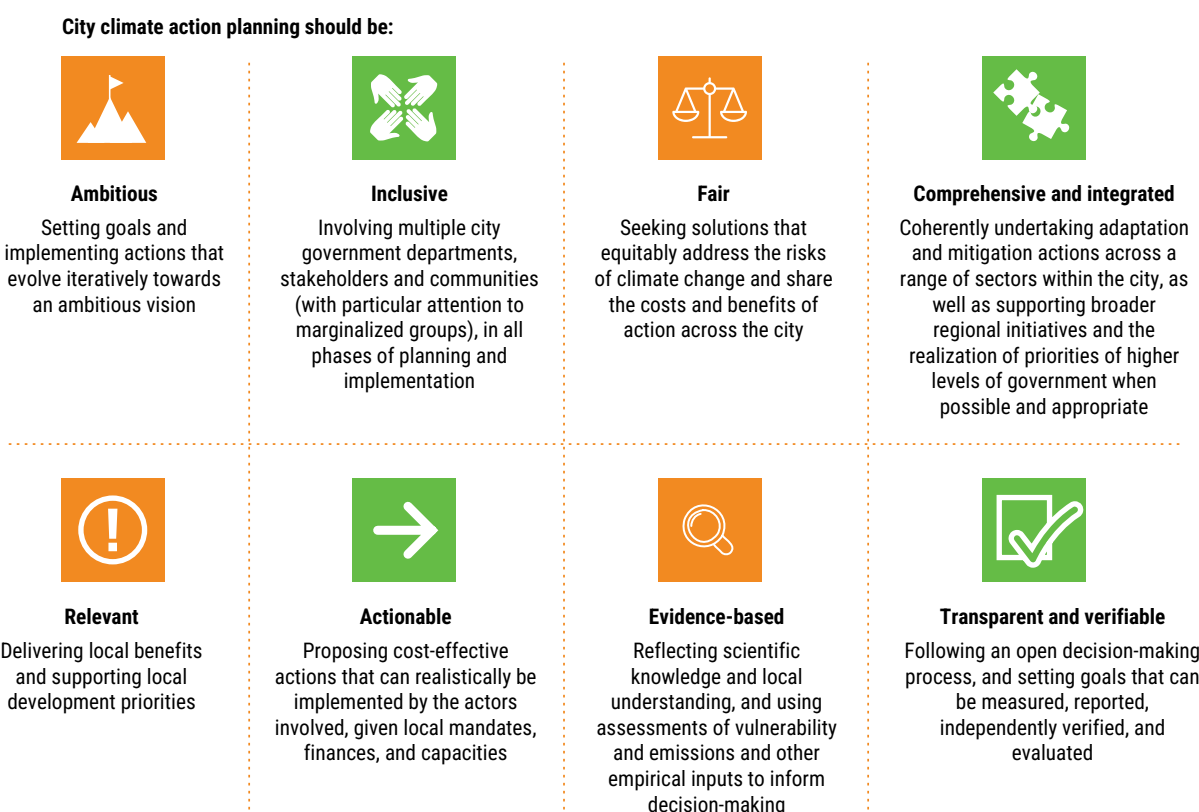 City climate action planning should be:
Ambitious
Setting goals and
implementing actions that
evolve iteratively towards
an ambitious vision
Inclusive
Involving multiple city
government departments,
stakeholders and communities
(with particular attention to
marginalized groups), in all
phases of planning and
implementation
Fair
Seeking solutions that
equitably address the risks
of climate change and share
the costs and benefits of
action across the city
Comprehensive and integrated
Coherently undertaking adaptation
and mitigation actions across a
range of sectors within the city, as
well as supporting broader
regional initiatives and the
realization of priorities of higher
levels of government when
possible and appropriate
Relevant
Delivering local benefits
and supporting local
development priorities
Actionable
Proposing cost-effective
actions that can realistically be
implemented by the actors
involved, given local mandates,
finances, and capacities
Evidence-based
Reflecting scientific
knowledge and local
understanding, and using
assessments of vulnerability
and emissions and other
empirical inputs to inform
decision-making
Transparent and verifiable
Following an open decision-making
process, and setting goals that can
be measured, reported,
independently verified, and
evaluated